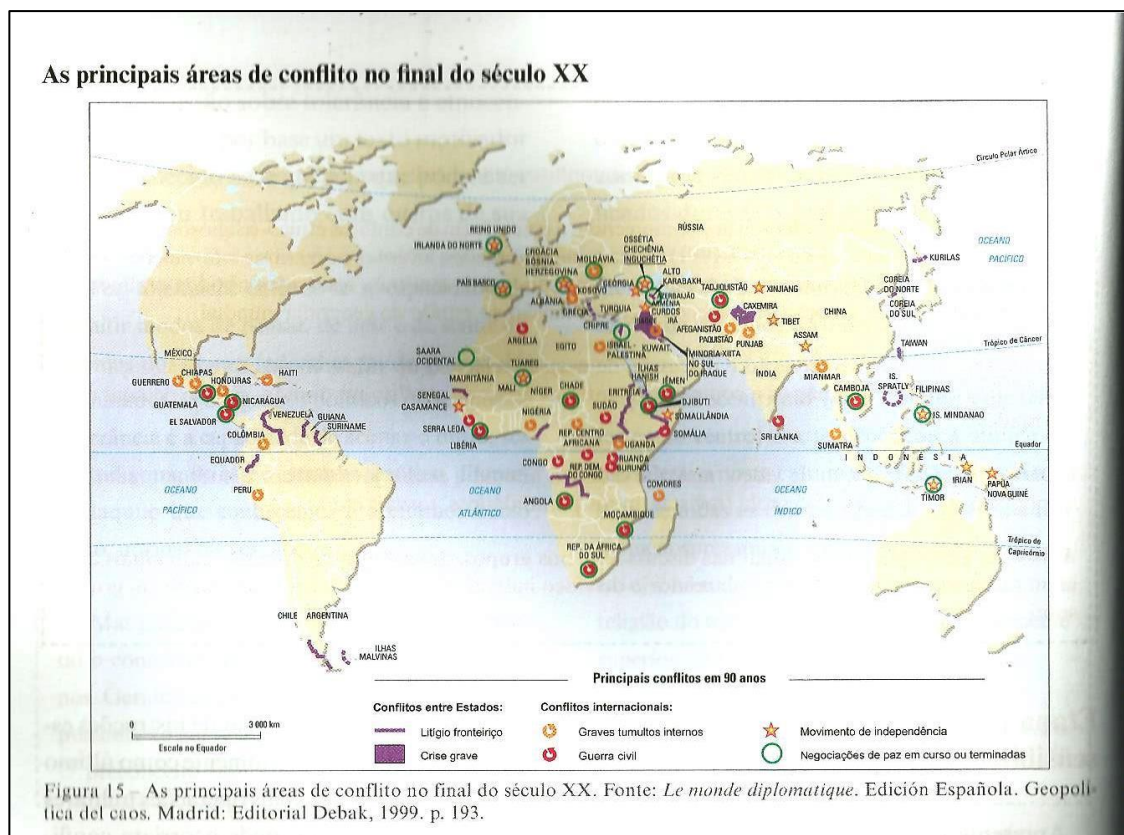 As principais áreas de conflito no final do século XX
Círculo Polar Ártico
RÚSSIA
REINO UNIDO
IRLANDA DO NORTE
OSSÉTIA
CHECHÊNIA
INGUCHÉTIA
CROÁCIA
BÓSNIA-
HERZEGOVINA
MOLDÁVIA
OCEANO
PACÍFICO
ALTO
KARABAKH
KURILAS
PAÍS BASCO
KOSOVO
GEÓRGIA
AZERBAIJÃO
TADJIQUISTÃO
XINJIANG
COREIA
DO NORTE
ALBÂNIA
GRÉCIA
TURQUIA
ARMÊNIA
CURDOS
CAXEMIRA
CHINA
COREIA
DO SUL
ARGÉLIA
CHIPRE
IRÃ
AFEGANISTÃO
PAQUISTÃO
PUNJAB
TIBET
EGITO
ISRAEL-
PALESTINA
KUWAIT
ASSAM
TAIWAN
Trópico de
Câncer
MÉXICO
SAARA
OCIDENTAL
MINORIA XIITA
NO SUL
DO IRAQUE
CHIAPAS
GUERRERO
HONDURAS
HAITI
MAURITÂNIA
TUAREG
MALI
NÍGER
CHADE
ILHAS
HANISH
IÊMEN
ÍNDIA
MIANMAR
CAMBOJA
IS.
SPRATLY
FILIPINAS
GUATEMALA
NICARÁGUA
SENEGAL
CASAMANCE
ERITREIA
DJIBUTI
IS. MINDANAO
EL SALVADOR
VENEZUELA
GUIANA
SURINAME
NIGÉRIA
SUDÃO
SOMAULÂNDIA
COLÔMBIA
SERRA LEOA
LIBÉRIA
REP. CENTRO
AFRICANA
UGANDA
SOMÁLIA
SRI LANKA
SUMATRA
Equador
EQUADOR
CONGO
REP. DEM.
DO CONGO
RUANDA
BURUNDI
INDONÉSIA
IRIAN
PAPUA
NOVA GUINÉ
OCEANO
PACÍFICO
PERU
OCEANO
ATLÂNTICO
ANGOLA
COMORES
OCEANO
ÍNDICO
TIMOR
MOÇAMBIQUE
REP. DA ÁFRICA
DO SUL
Trópico de
Capricórnio
CHILE ARGENTINA
ILHAS
MALVINAS
Principais conflitos em 90 anos
Conflitos entre Estados:
Conflitos internacionais:
Litígio fronteiriço
Graves tumultos internos
Movimento de independência
Crise grave
Guerra civil
Negociações de paz em curso ou terminadas
0 3 000 km
Escala no Equador
Figura 15 – As principais áreas de conflito no final do século XX. Fonte: Le monde diplomatique. Edición Española. Geopolí-
tica del caos. Madrid: Editorial Debak, 1999. p. 193.